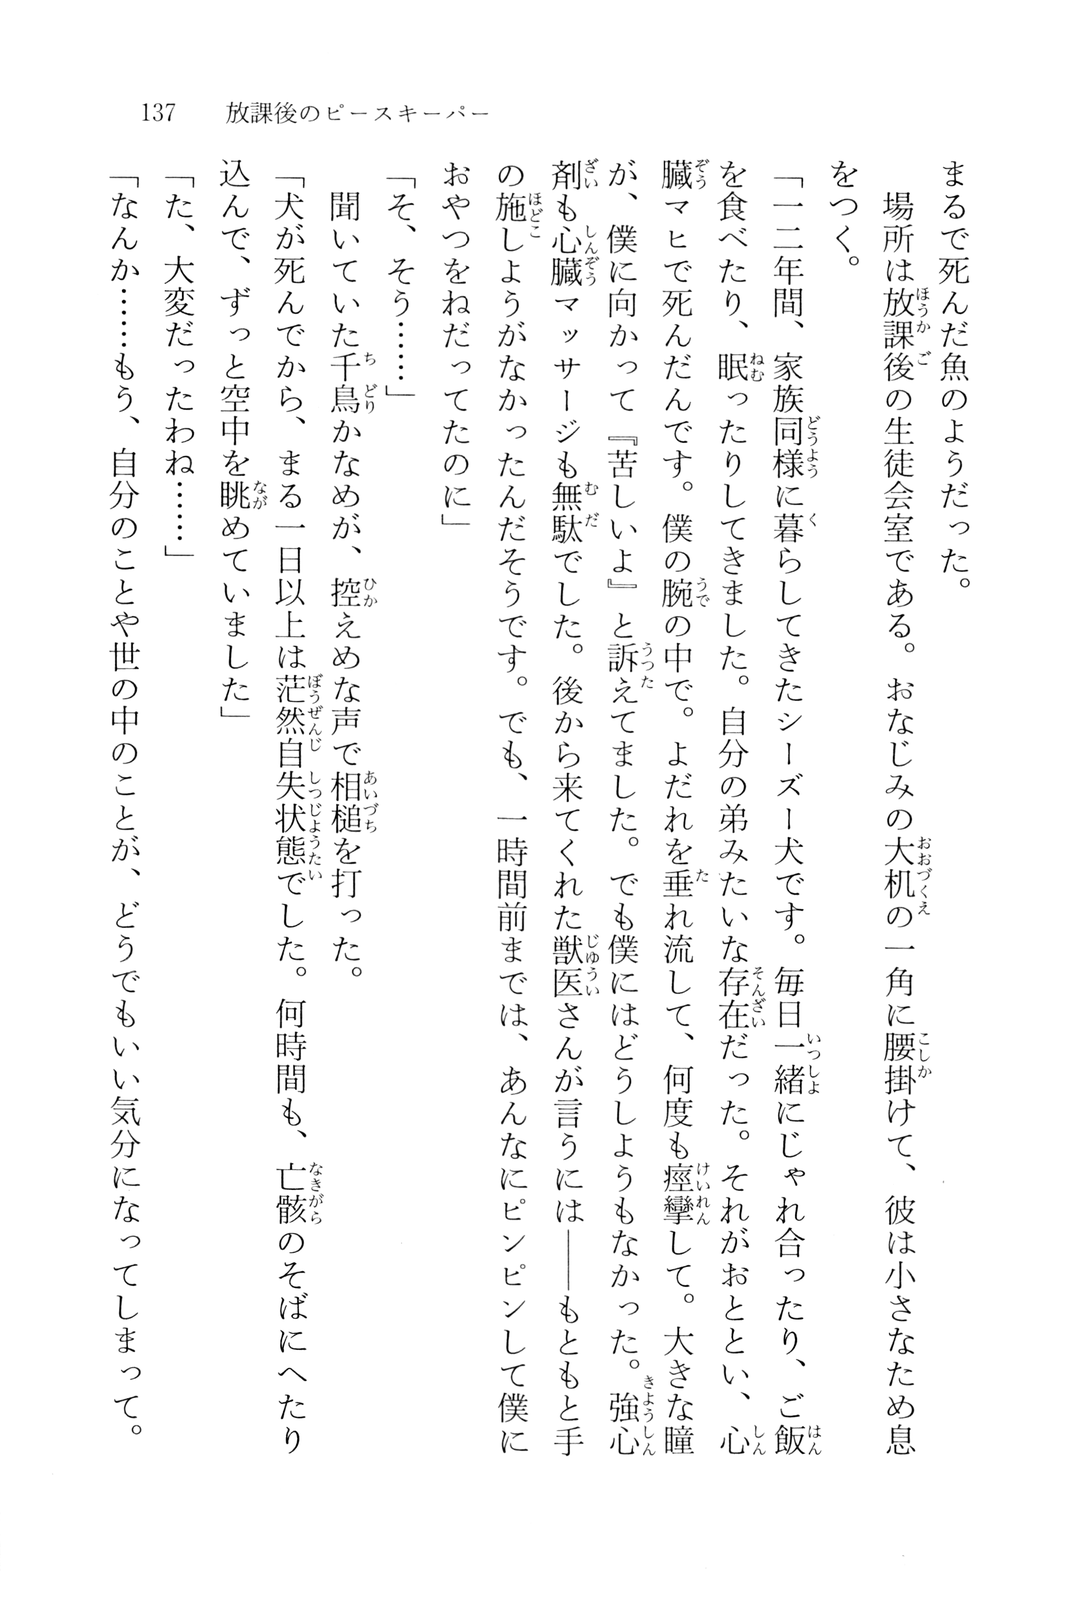 137　放課後のピースキーパー
まるで死んだ魚のようだった。
　場所は放課後の生徒会室である。おなじみの大机の一角に腰掛けて、彼は小さなため息
をつく。
「一二年間、家族同様に暮らしてきたシーズー犬です。毎日一緒にじゃれ合ったり、ご飯
を食べたり、眠ったりしてきました。自分の弟みたいな存在だった。それがおととい、心
臓マヒで死んだんです。僕の腕の中で。よだれを垂れ流して、何度も痙攣して。大きな瞳
が、僕に向かって『苦しいよ』と訴えてました。でも僕にはどうしようもなかった。強心
剤も心臓マッサージも無駄でした。後から来てくれた獣医さんが言うには――もともと手
の施しようがなかったんだそうです。でも、一時間前までは、あんなにピンピンして僕に
おやつをねだってたのに」
「そ、そう……」
　聞いていた千鳥かなめが、控えめな声で相槌を打った。
「犬が死んでから、まる一日以上は茫然自失状態でした。何時間も、亡骸のそばにへたり
込んで、ずっと空中を眺めていました」
「た、大変だったわね……」
「なんか……もう、自分のことや世の中のことが、どうでもいい気分になってしまって。